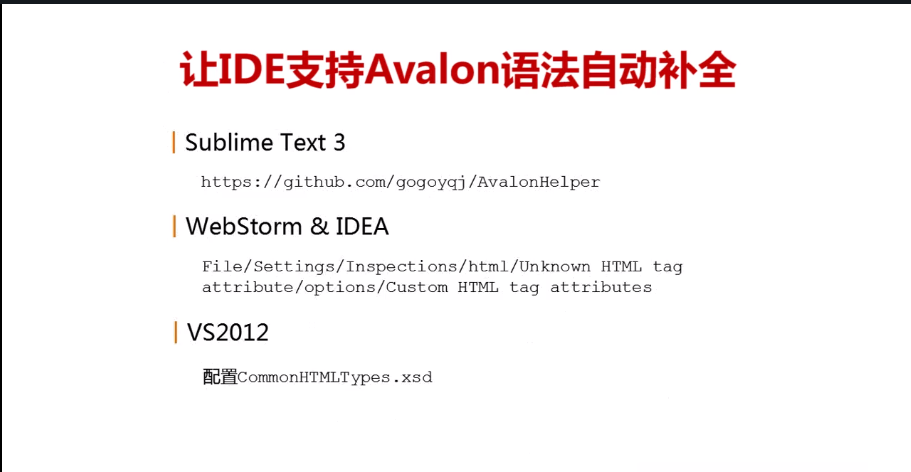 让IDE支持Avalon语法自动补全
Sublime Text 3
https://github.com/gogoyqj/AvalonHelper
WebStorm & IDEA
File/Settings/Inspections/html/Unknown HTML tag
attribute/options/Custom HTML tag attributes
VS2012
配置CommonHTMLTypes.xsd